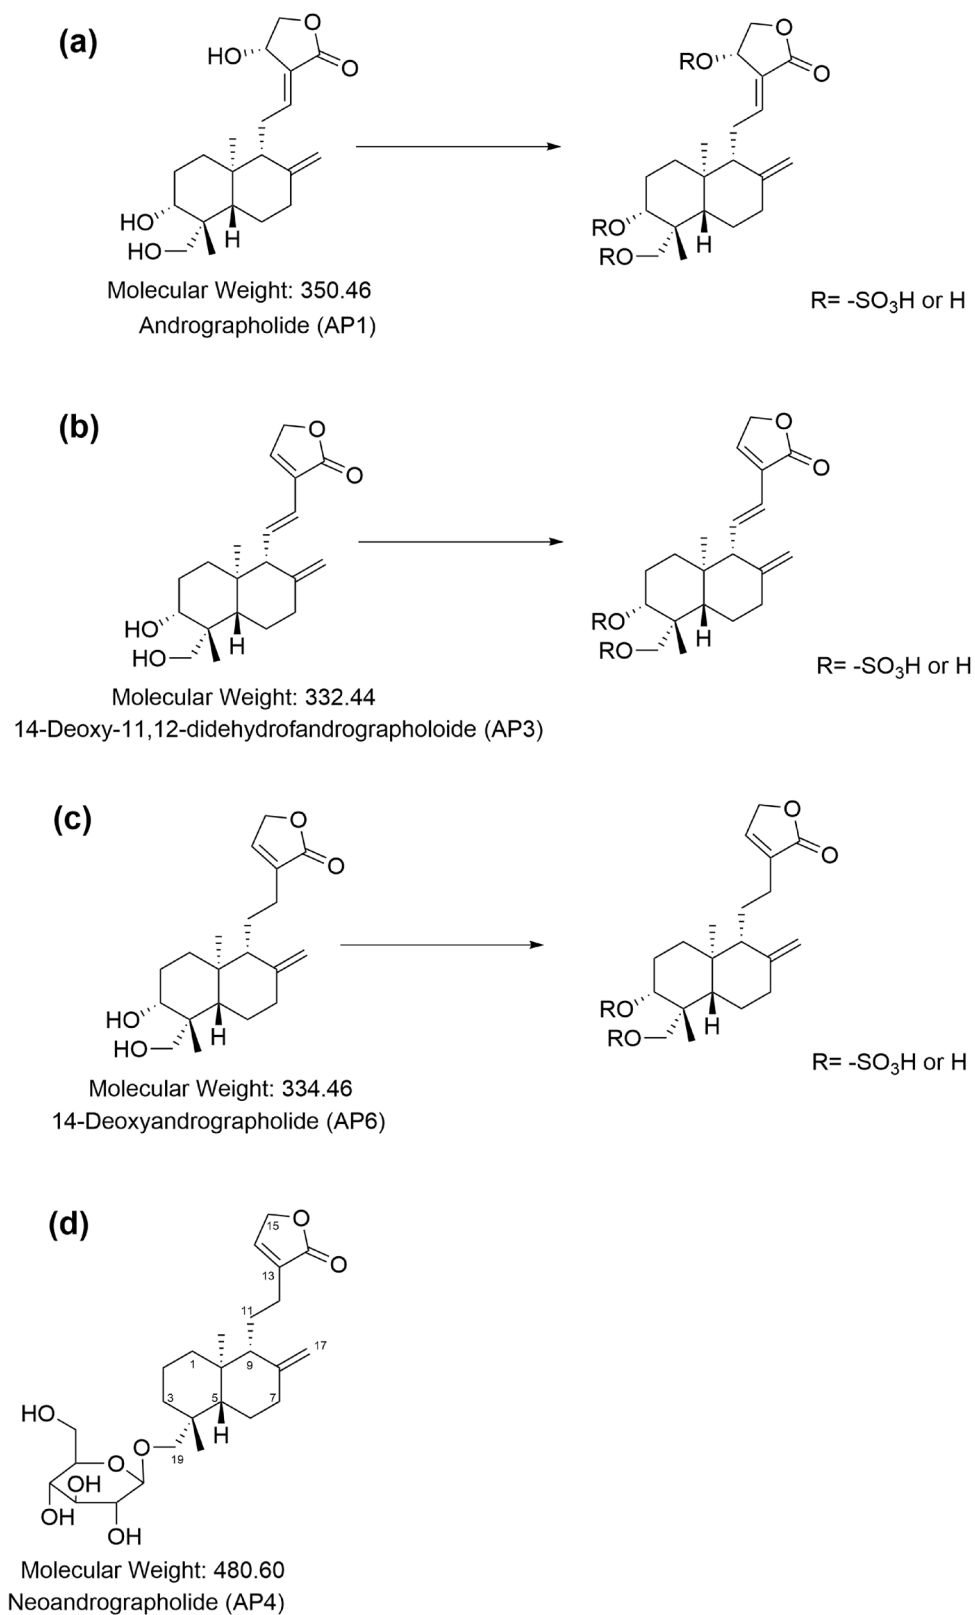 (a)
O
HO
O
HO
H
HO
Molecular Weight: 350.46
Andrographolide (AP1)
O
RO
O
RO
H
RO
R= -SO3H or H
(b)
O
O
HO
H
HO
Molecular Weight: 332.44
14-Deoxy-11,12-didehydrofandrographoloide (AP3)
O
O
RO
H
RO
R= -SO3H or H
(c)
O
O
HO
H
HO
Molecular Weight: 334.46
14-Deoxyandrographolide (AP6)
O
O
RO
H
RO
R= -SO3H or H
(d)
O
15
O
13
11
17
1
9
3
5
7
HO
H
O
19
O
OH
OH
OH
Molecular Weight: 480.60
Neoandrographolide (AP4)